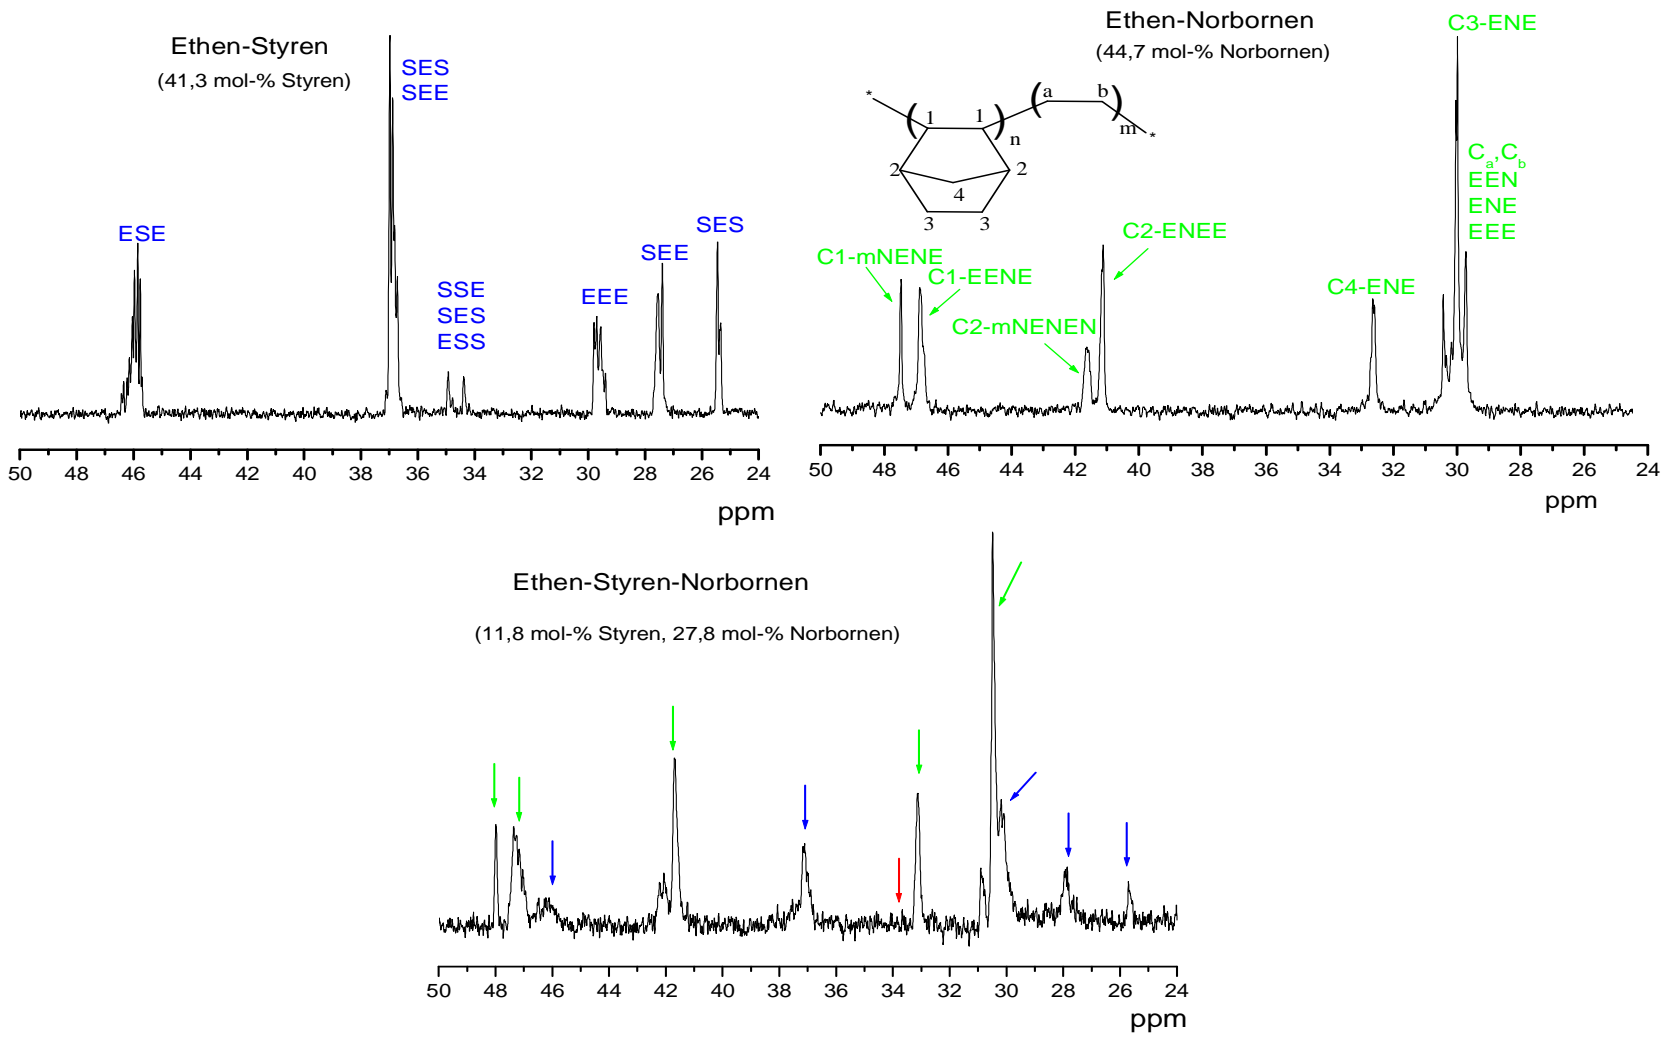 Ethen-Styren
(41,3 mol-% Styren)
SES
SEE
ESE
SSE
SES
ESS
EEE
SEE
SES
50 48 46 44 42 40 38 36 34 32 30 28 26 24
ppm
Ethen-Norbornen
(44,7 mol-% Norbornen)
C3-ENE
* ( 1 1 ) n ( a b ) m *
2 2
4
3 3
C1-mNENE
C1-EENE
C2-mNENEN
C2-ENEE
C4-ENE
Ca,Cb
EEN
ENE
EEE
50 48 46 44 42 40 38 36 34 32 30 28 26 24
ppm
Ethen-Styren-Norbornen
(11,8 mol-% Styren, 27,8 mol-% Norbornen)
50 48 46 44 42 40 38 36 34 32 30 28 26 24
ppm